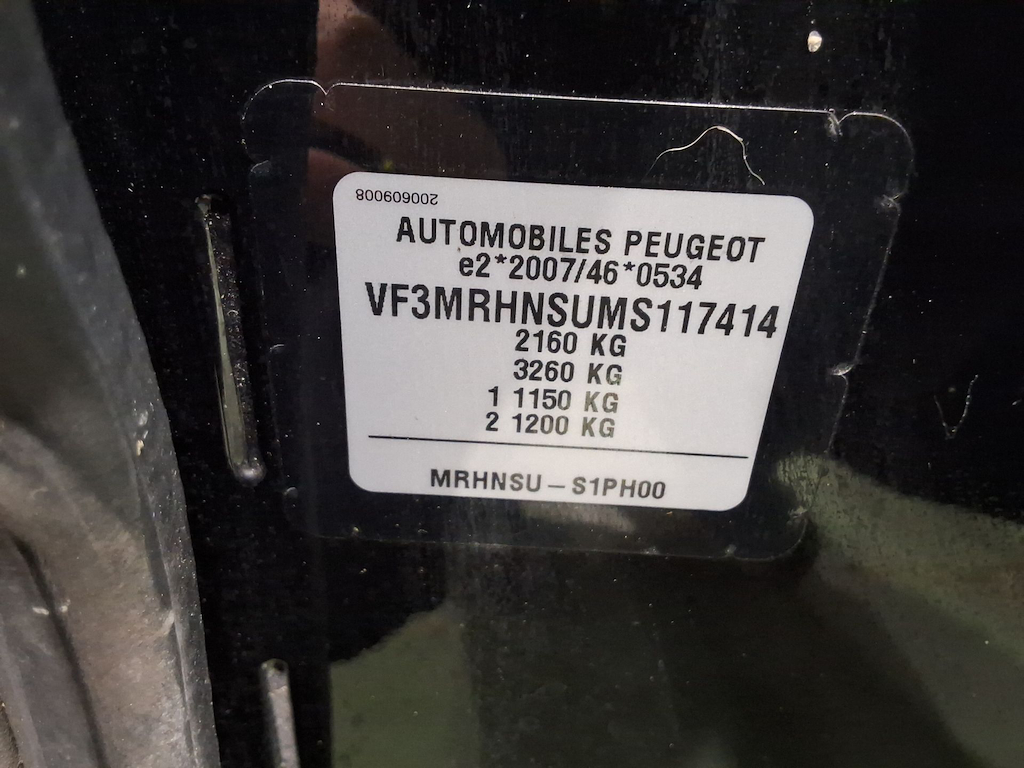 200609008
AUTOMOBILES PEUGEOT
e2*2007/46*0534
VF3MRHNSUMS117414
2160 KG
3260 KG
1 1150 KG
2 1200 KG
MRHNSU – S1PH00